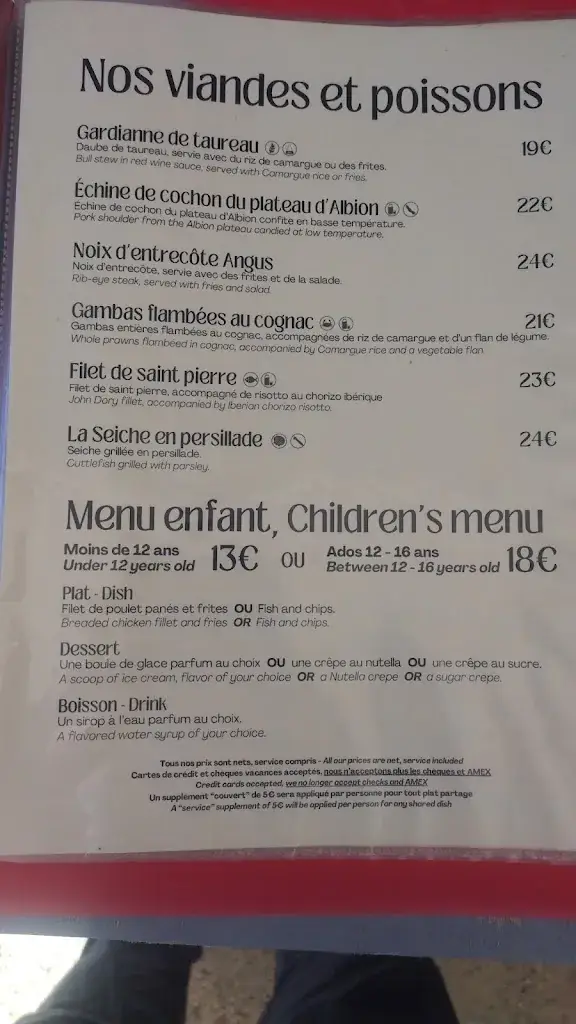 Nos viandes et poissons
Gardianne de taureau 19€
Daube de taureau, servie avec du riz de camargue ou des frites.
Bull stew in red wine sauce, served with Camargue rice or fries.
Échine de cochon du plateau d'Albion 22€
Echine de cochon du plateau d'Albion confite en basse température.
Pork shoulder from the Albion plateau candied at low temperature.
Noix d'entrecôte Angus 24€
Noix d'entrecôte, servie avec des frites et de la salade.
Rib-eye steak, served with fries and salad.
Gambas flambées au cognac 21€
Gambas entières flambées au cognac, accompagnées de riz de camargue et d'un flan de légume.
Whole prawns flambéed in cognac, accompanied by Camargue rice and a vegetable flan
Filet de saint pierre 23€
Filet de saint pierre, accompagné de risotto au chorizo ibérique
John Dory fillet, accompanied by Iberian chorizo risotto.
La Seiche en persillade 24€
Seiche grillée en persillade.
Cuttlefish grilled with parsley.
Menu enfant, Children's menu
Moins de 12 ans 13€ OU Ados 12 - 16 ans 18€
Under 12 years old Between 12 - 16 years old
Plat - Dish
Filet de poulet panés et frites OU Fish and chips.
Breaded chicken fillet and fries OR Fish and chips.
Dessert
Une boule de glace parfum au choix OU une crêpe au nutella OU une crêpe au sucre.
A scoop of ice cream, flavor of your choice OR a Nutella crepe OR a sugar crepe.
Boisson - Drink
Un sirop à l'eau parfum au choix.
A flavored water syrup of your choice.
Tous nos prix sont nets, service compris - All our prices are net, service included
Cartes de crédit et cheques vacances acceptés, nous n'acceptons plus les cheques et AMEX
Credit cards accepted, we no longer accept checks and AMEX
Un supplément "couvert" de 5€ sera appliqué par personne pour tout plat partagé
A "service" supplement of 5€ will be applied per person for any shared dish